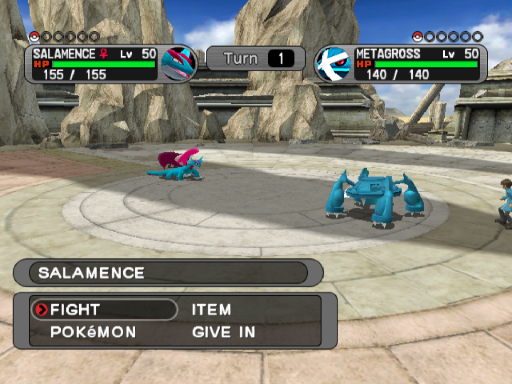 SALAMENCE ♀ Lv 50
HP
155 / 155
Turn 1
METAGROSS Lv 50
HP
140 / 140
SALAMENCE
FIGHT ITEM
POKéMON GIVE IN